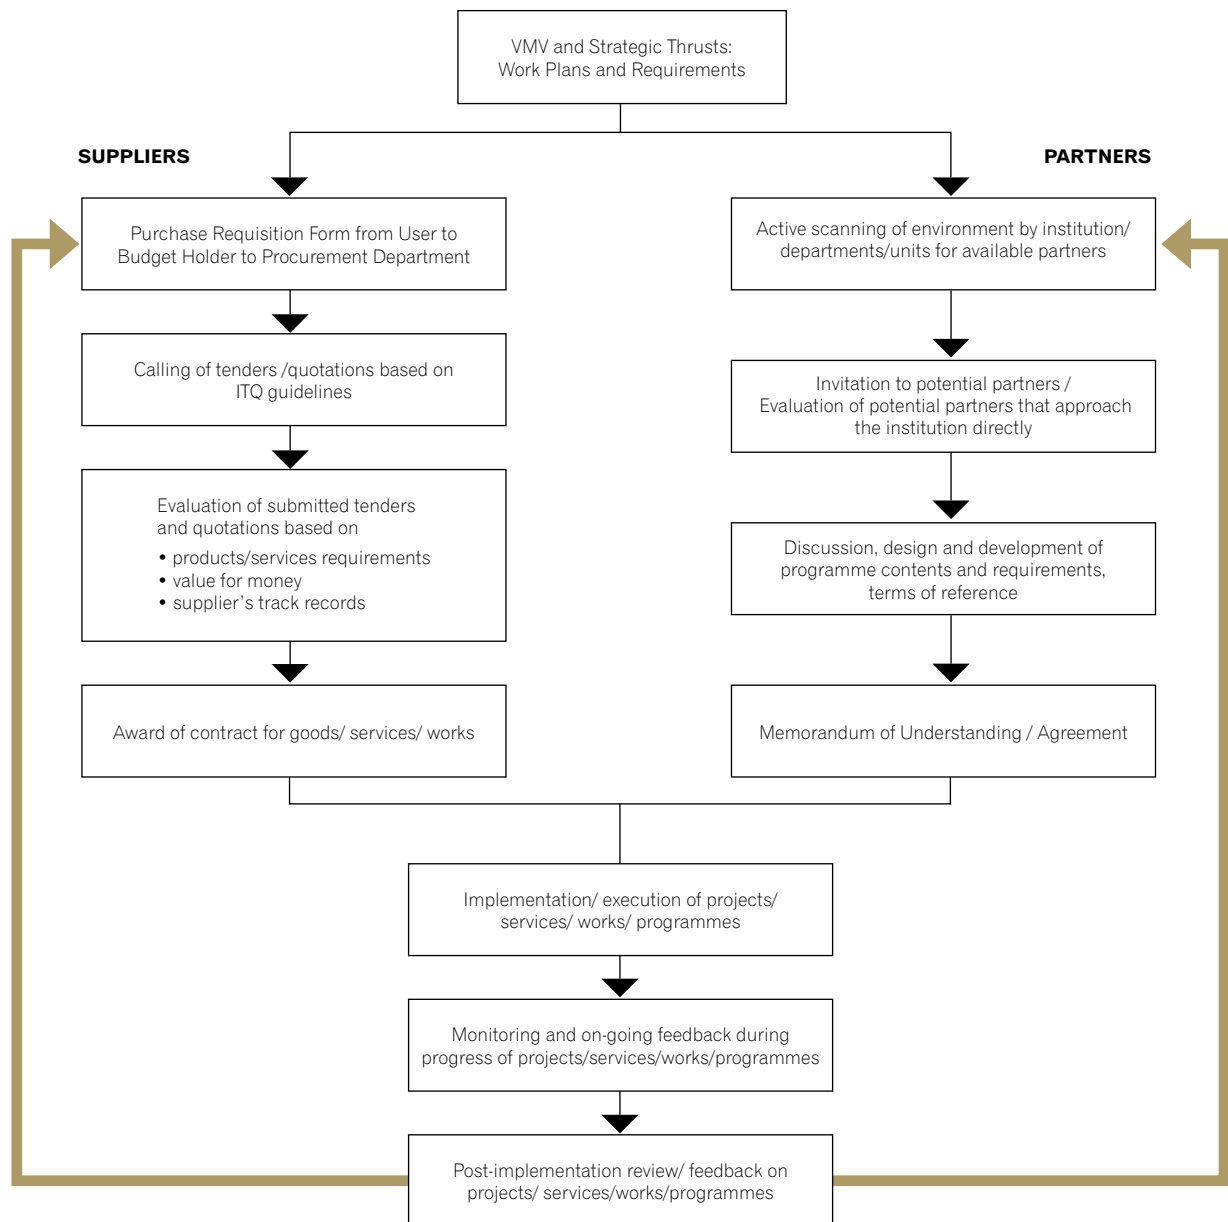 VMV and Strategic Thrusts:
Work Plans and Requirements
SUPPLIERS
PARTNERS
Purchase Requisition Form from User to
Budget Holder to Procurement Department
Active scanning of environment by institution/
departments/units for available partners
Calling of tenders /quotations based on
ITQ guidelines
Invitation to potential partners /
Evaluation of potential partners that approach
the institution directly
Evaluation of submitted tenders
and quotations based on
• products/services requirements
• value for money
• supplier’s track records
Discussion, design and development of
programme contents and requirements,
terms of reference
Award of contract for goods/ services/ works
Memorandum of Understanding / Agreement
Implementation/ execution of projects/
services/ works/ programmes
Monitoring and on-going feedback during
progress of projects/services/works/programmes
Post-implementation review/ feedback on
projects/ services/works/programmes